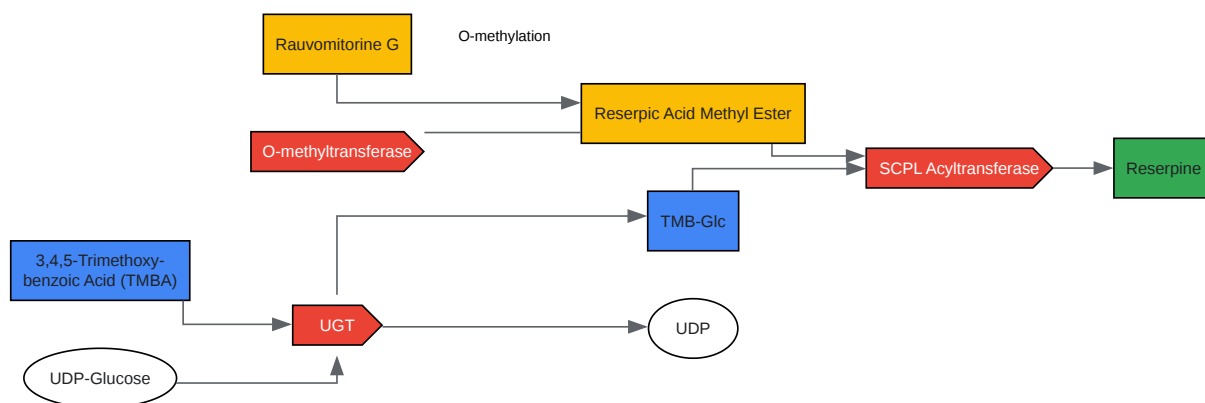 Rauvomitorine G
O-methylation
Reserpic Acid Methyl Ester
O-methyltransferase
SCPL Acyltransferase
Reserpine
TMB-Glc
3,4,5-Trimethoxy-
benzoic Acid (TMBA)
UGT
UDP
UDP-Glucose